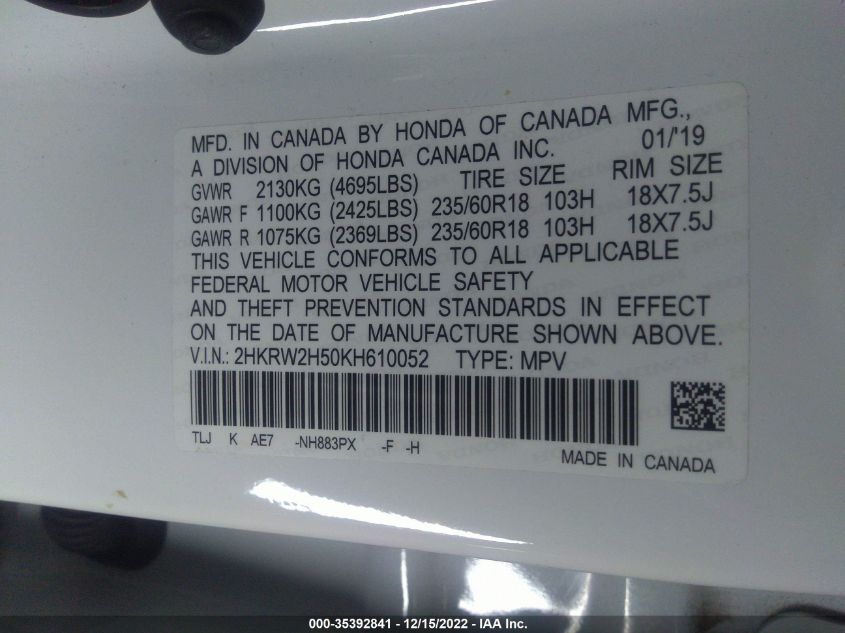 MFD. IN CANADA BY HONDA OF CANADA MFG.,
A DIVISION OF HONDA CANADA INC. 01/'19
GVWR 2130KG (4695LBS) TIRE SIZE RIM SIZE
GAWR F 1100KG (2425LBS) 235/60R18 103H 18X7.5J
GAWR R 1075KG (2369LBS) 235/60R18 103H 18X7.5J
THIS VEHICLE CONFORMS TO ALL APPLICABLE
FEDERAL MOTOR VEHICLE SAFETY
AND THEFT PREVENTION STANDARDS IN EFFECT
ON THE DATE OF MANUFACTURE SHOWN ABOVE.
V.I.N.: 2HKRW2H50KH610052 TYPE: MPV
TLJ K AE7 -NH883PX -F -H
MADE IN CANADA
000-35392841 - 12/15/2022 - IAA Inc.